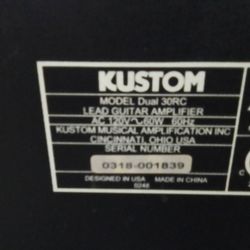 KUSTOM
MODEL Dual 30RC
LEAD GUITAR AMPLIFIER
AC 120V~60W 60Hz
KUSTOM MUSICAL AMPLIFICATION INC
CINCINNATI, OHIO USA
SERIAL NUMBER
0318-001839
DESIGNED IN USA MADE IN CHINA
0248